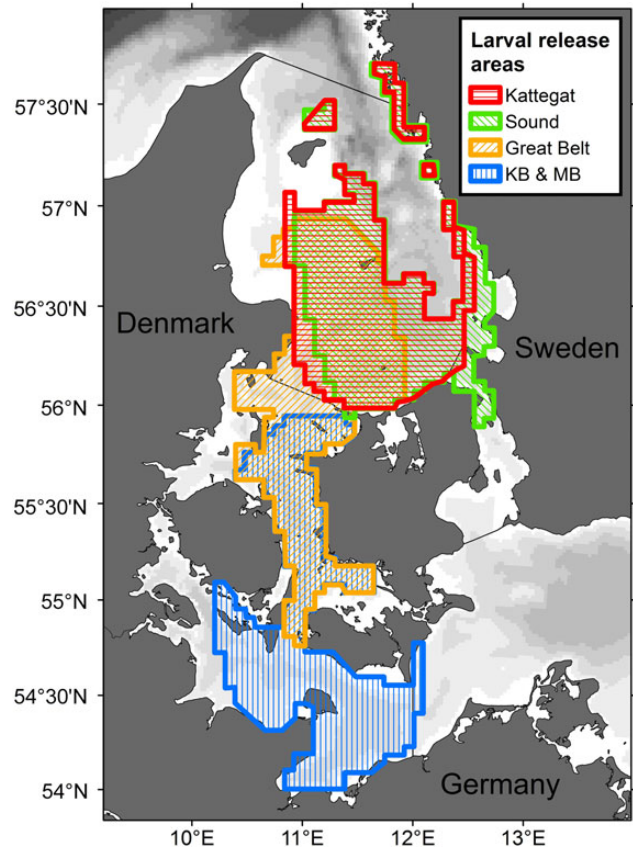 Larval release
areas
Kattegat
Sound
Great Belt
KB & MB
57°30'N
57°N
56°30'N
Denmark
Sweden
56°N
55°30'N
55°N
54°30'N
54°N
Germany
10°E
11°E
12°E
13°E